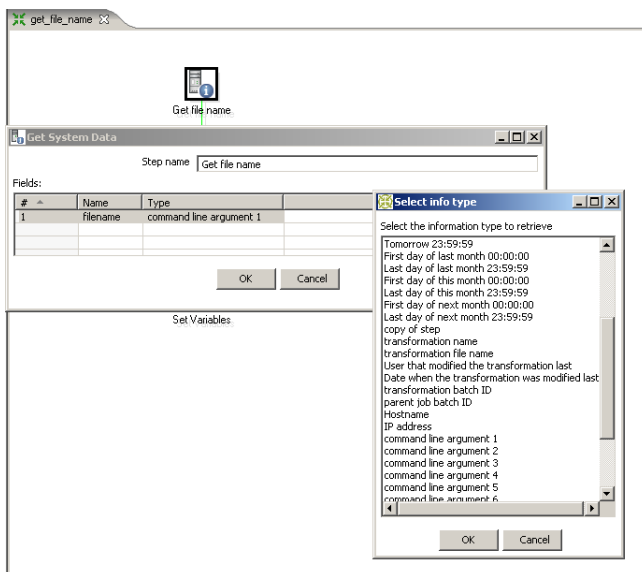 get_file_name
Get file name
Get System Data
Step name Get file name
Fields:
# Name Type
1 filename command line argument 1
OK Cancel
Set Variables
Select info type
Select the information type to retrieve
Tomorrow 23:59:59
First day of last month 00:00:00
Last day of last month 23:59:59
First day of this month 00:00:00
Last day of this month 23:59:59
First day of next month 00:00:00
Last day of next month 23:59:59
copy of step
transformation name
transformation file name
User that modified the transformation last
Date when the transformation was modified last
transformation batch ID
parent job batch ID
Hostname
IP address
command line argument 1
command line argument 2
command line argument 3
command line argument 4
command line argument 5
command line argument 6
OK Cancel